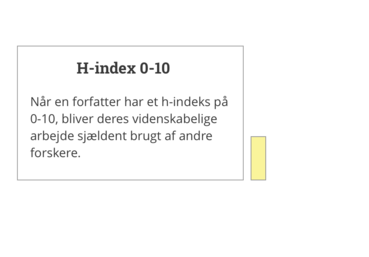 H-index 0-10
Når en forfatter har et h-indeks på
0-10, bliver deres videnskabelige
arbejde sjældent brugt af andre
forskere.